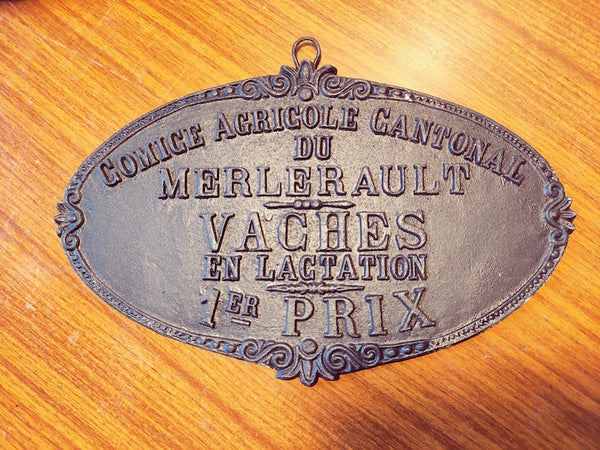 COMICE AGRICOLE CANTONAL
DU
MERLERAULT
VACHES
EN LACTATION
1ER PRIX